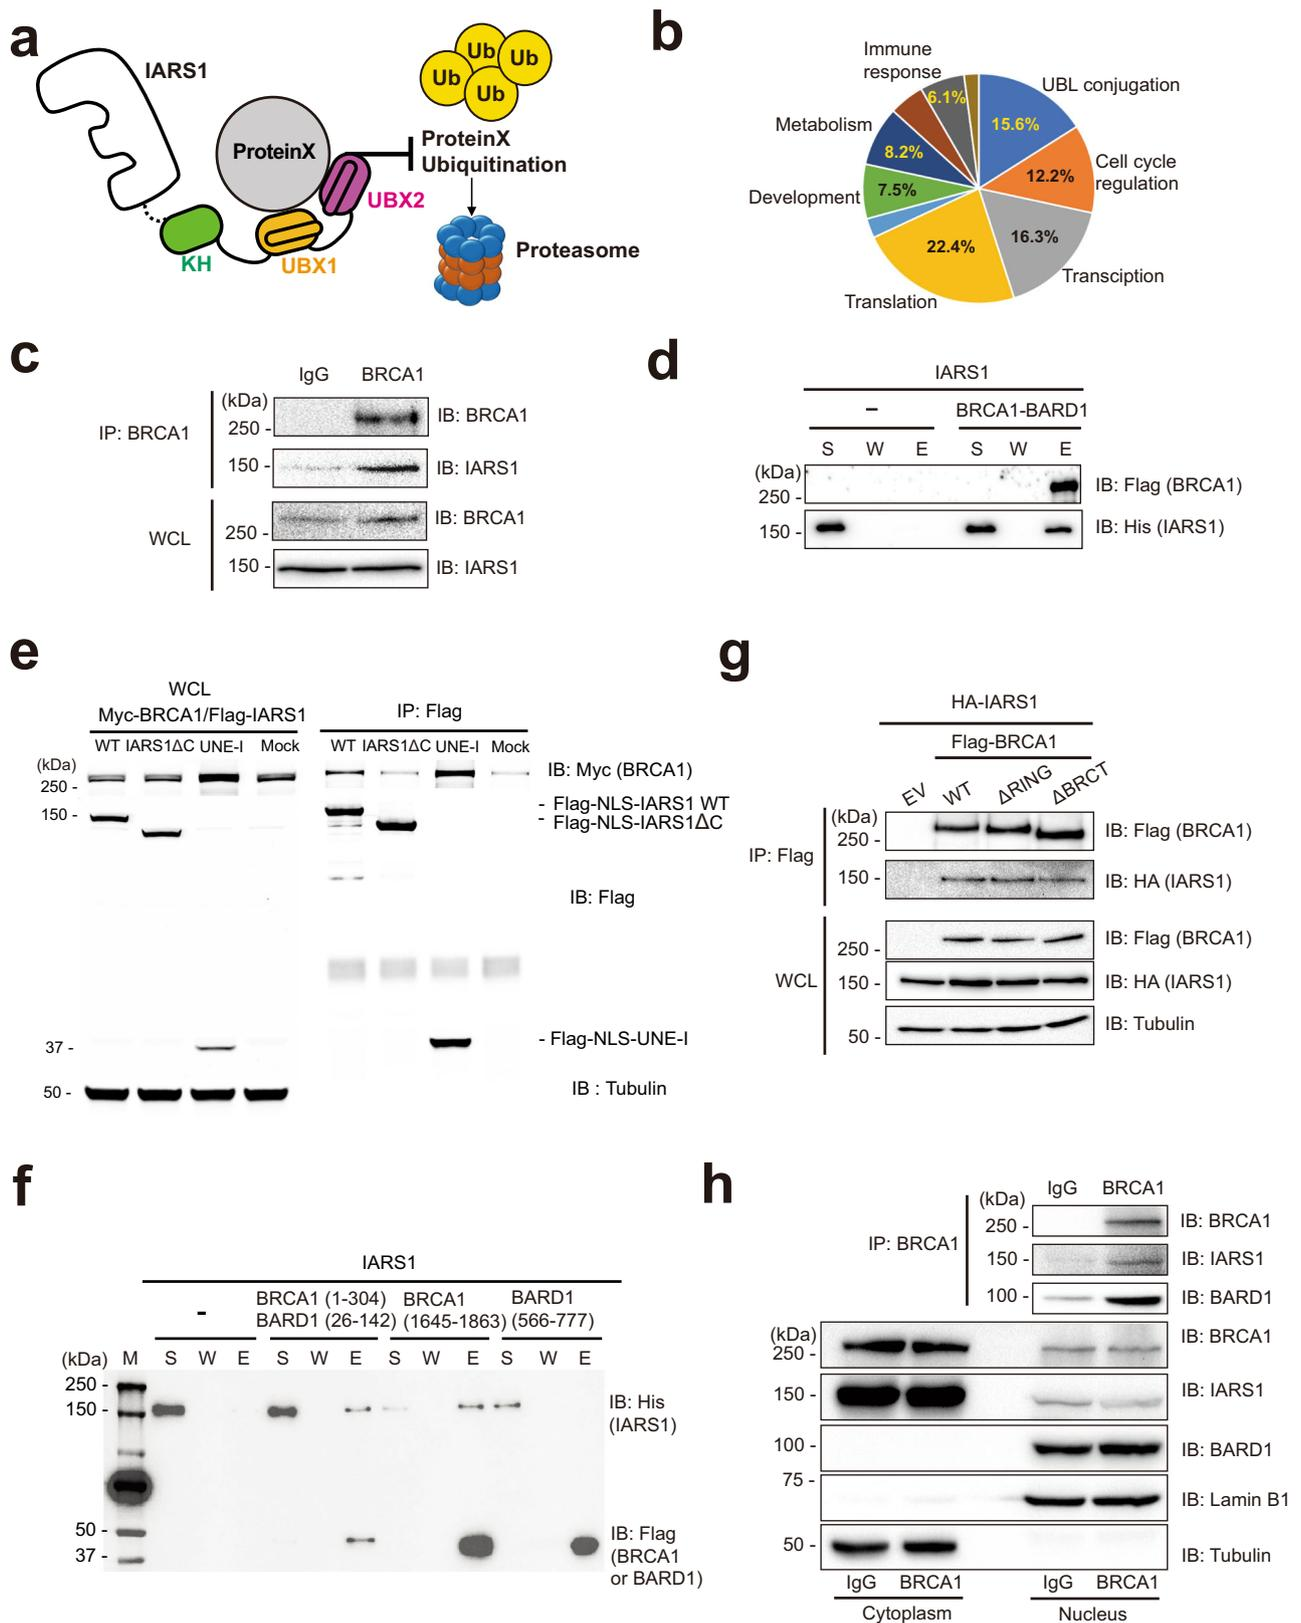 a
IARS1
Ub
Ub
Ub
Ub
ProteinX
ProteinX
Ubiquitination
UBX2
KH
UBX1
Proteasome
b
Immune
response
UBL conjugation
6.1%
15.6%
Metabolism
8.2%
Cell cycle
regulation
12.2%
Development
7.5%
16.3%
22.4%
Transciption
Translation
c
IgG
BRCA1
(kDa)
IP: BRCA1
250 -
IB: BRCA1
150 -
IB: IARS1
WCL
250 -
IB: BRCA1
150 -
IB: IARS1
d
IARS1
–
BRCA1-BARD1
S W E S W E
(kDa)
250 -
IB: Flag (BRCA1)
150 -
IB: His (IARS1)
e
WCL
Myc-BRCA1/Flag-IARS1
IP: Flag
WT IARS1ΔC UNE-I Mock
WT IARS1ΔC UNE-I Mock
(kDa)
250 -
IB: Myc (BRCA1)
150 -
- Flag-NLS-IARS1 WT
- Flag-NLS-IARS1ΔC
IB: Flag
37 -
- Flag-NLS-UNE-I
50 -
IB : Tubulin
g
HA-IARS1
Flag-BRCA1
EV WT ΔRING ΔBRCT
(kDa)
IP: Flag
250 -
IB: Flag (BRCA1)
150 -
IB: HA (IARS1)
WCL
250 -
IB: Flag (BRCA1)
150 -
IB: HA (IARS1)
50 -
IB: Tubulin
f
IARS1
-
BRCA1 (1-304)
BARD1 (26-142)
BRCA1
(1645-1863)
BARD1
(566-777)
(kDa) M S W E S W E S W E S W E
250 -
150 -
IB: His
(IARS1)
50 -
37 -
IB: Flag
(BRCA1
or BARD1)
h
IgG BRCA1
(kDa)
IP: BRCA1
250 -
IB: BRCA1
150 -
IB: IARS1
100 -
IB: BARD1
(kDa)
250 -
IB: BRCA1
150 -
IB: IARS1
100 -
IB: BARD1
75 -
IB: Lamin B1
50 -
IB: Tubulin
IgG BRCA1 IgG BRCA1
Cytoplasm Nucleus